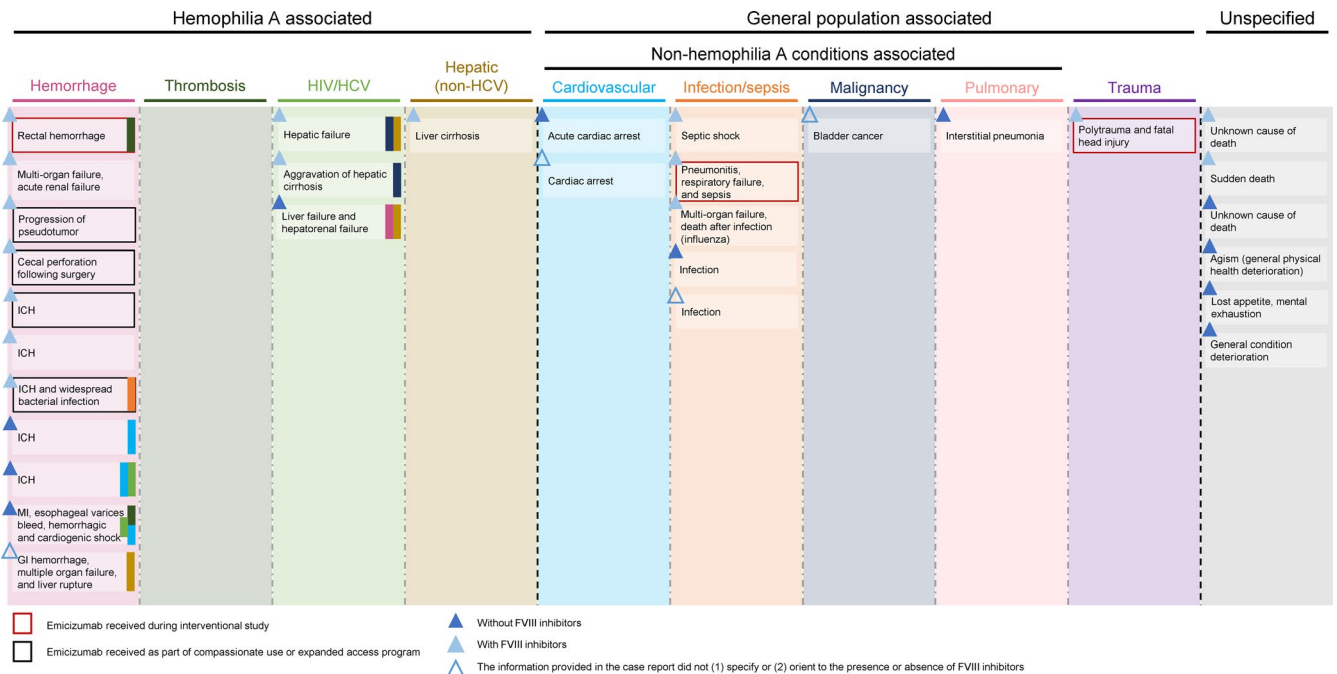 Hemophilia A associated
General population associated
Unspecified
Non-hemophilia A conditions associated
Hemorrhage
Thrombosis
HIV/HCV
Hepatic
(non-HCV)
Cardiovascular
Infection/sepsis
Malignancy
Pulmonary
Trauma
Rectal hemorrhage
Multi-organ failure,
acute renal failure
Progression of
pseudotumor
Cecal perforation
following surgery
ICH
ICH
ICH and widespread
bacterial infection
ICH
ICH
MI, esophageal varices
bleed, hemorrhagic
and cardiogenic shock
GI hemorrhage,
multiple organ failure,
and liver rupture
Hepatic failure
Aggravation of hepatic
cirrhosis
Liver failure and
hepatorenal failure
Liver cirrhosis
Acute cardiac arrest
Cardiac arrest
Septic shock
Pneumonitis,
respiratory failure,
and sepsis
Multi-organ failure,
death after infection
(influenza)
Infection
Infection
Bladder cancer
Interstitial pneumonia
Polytrauma and fatal
head injury
Unknown cause of
death
Sudden death
Unknown cause of
death
Agism (general physical
health deterioration)
Lost appetite, mental
exhaustion
General condition
deterioration
Emicizumab received during interventional study
Emicizumab received as part of compassionate use or expanded access program
Without FVIII inhibitors
With FVIII inhibitors
The information provided in the case report did not (1) specify or (2) orient to the presence or absence of FVIII inhibitors